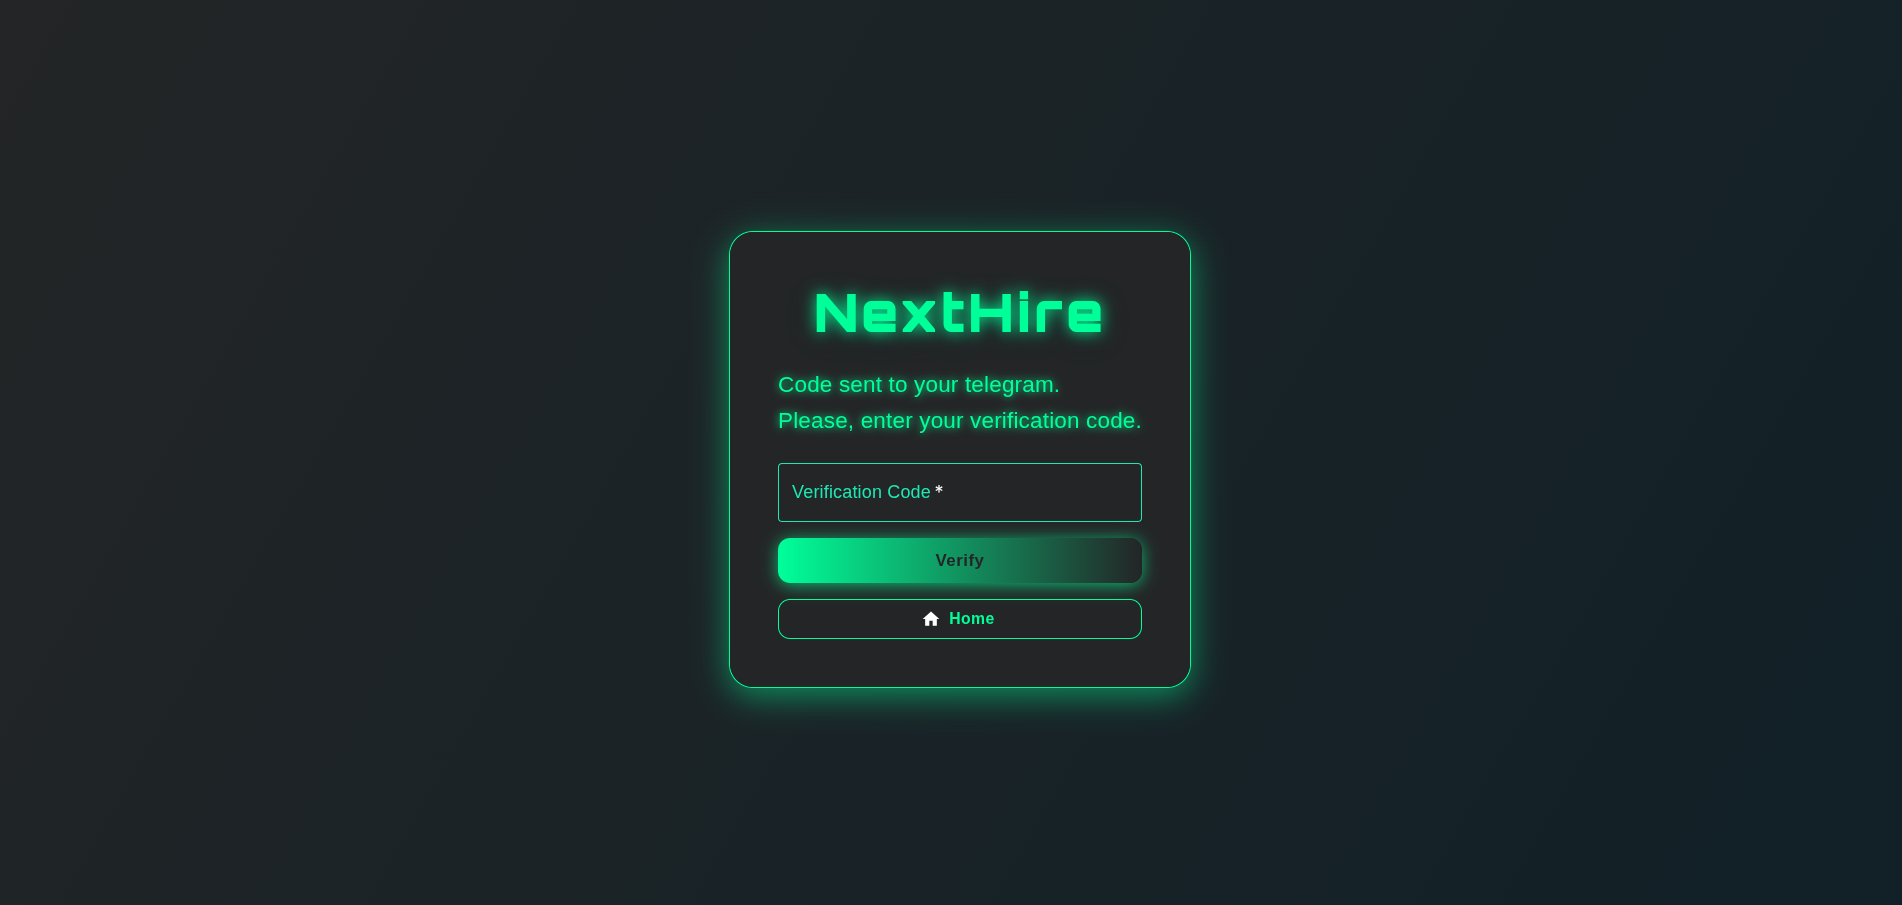 NextHire
Code sent to your telegram.
Please, enter your verification code.
Verification Code *
Verify
Home